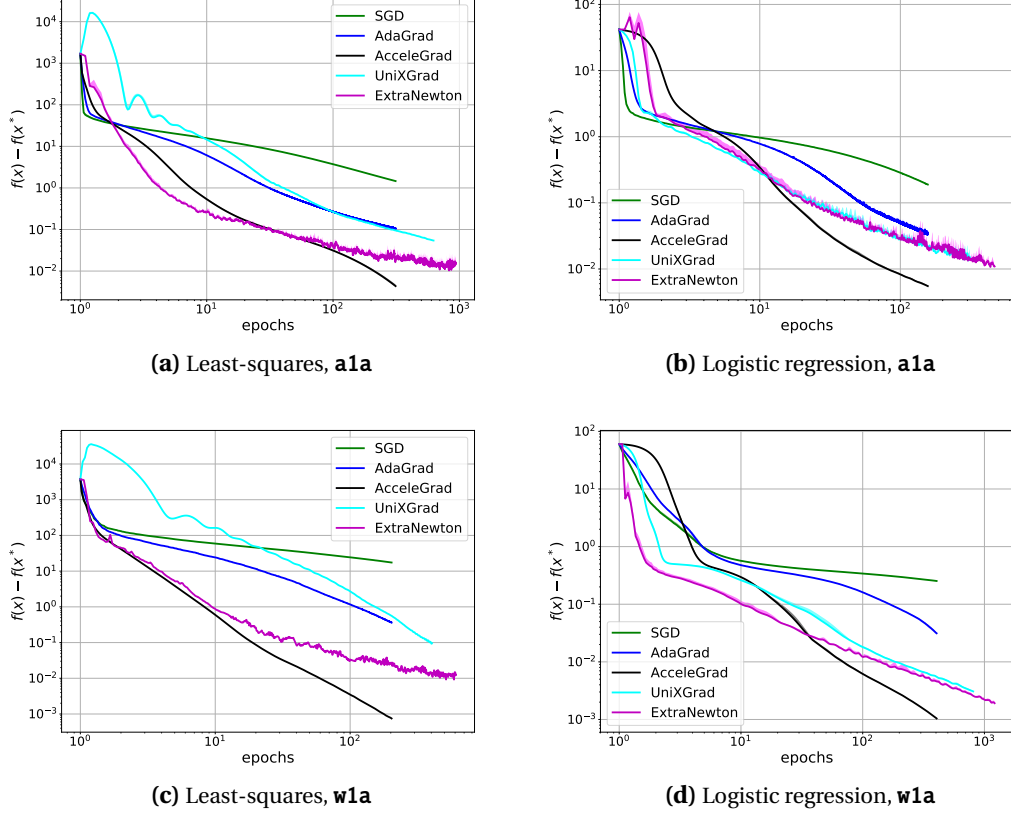 10⁴
10³
10²
10¹
10⁰
10⁻¹
10⁻²
f(x) − f(x*)
SGD
AdaGrad
AcceleGrad
UniXGrad
ExtraNewton
10⁰ 10¹ 10² 10³
epochs
(a) Least-squares, a1a
10²
10¹
10⁰
10⁻¹
10⁻²
f(x) − f(x*)
SGD
AdaGrad
AcceleGrad
UniXGrad
ExtraNewton
10⁰ 10¹ 10²
epochs
(b) Logistic regression, a1a
10⁴
10³
10²
10¹
10⁰
10⁻¹
10⁻²
10⁻³
f(x) − f(x*)
SGD
AdaGrad
AcceleGrad
UniXGrad
ExtraNewton
10⁰ 10¹ 10²
epochs
(c) Least-squares, w1a
10²
10¹
10⁰
10⁻¹
10⁻²
10⁻³
f(x) − f(x*)
SGD
AdaGrad
AcceleGrad
UniXGrad
ExtraNewton
10⁰ 10¹ 10² 10³
epochs
(d) Logistic regression, w1a